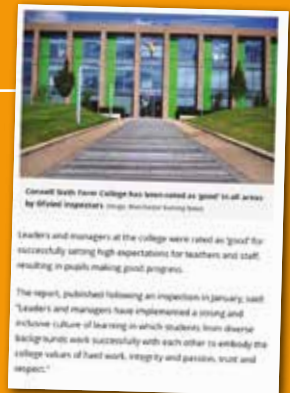 Connell Sixth Form College has been rated as 'good' in all areas
by Ofsted inspectors (Image: Manchester Evening News)
Leaders and managers at the college were rated as 'good' for
successfully setting high expectations for teachers and staff,
resulting in pupils making good progress.
The report, published following an inspection in January, said:
"Leaders and managers have implemented a strong and
inclusive culture of learning in which students from diverse
backgrounds work successfully with each other to embody the
college values of hard work, integrity and passion, trust and
respect."